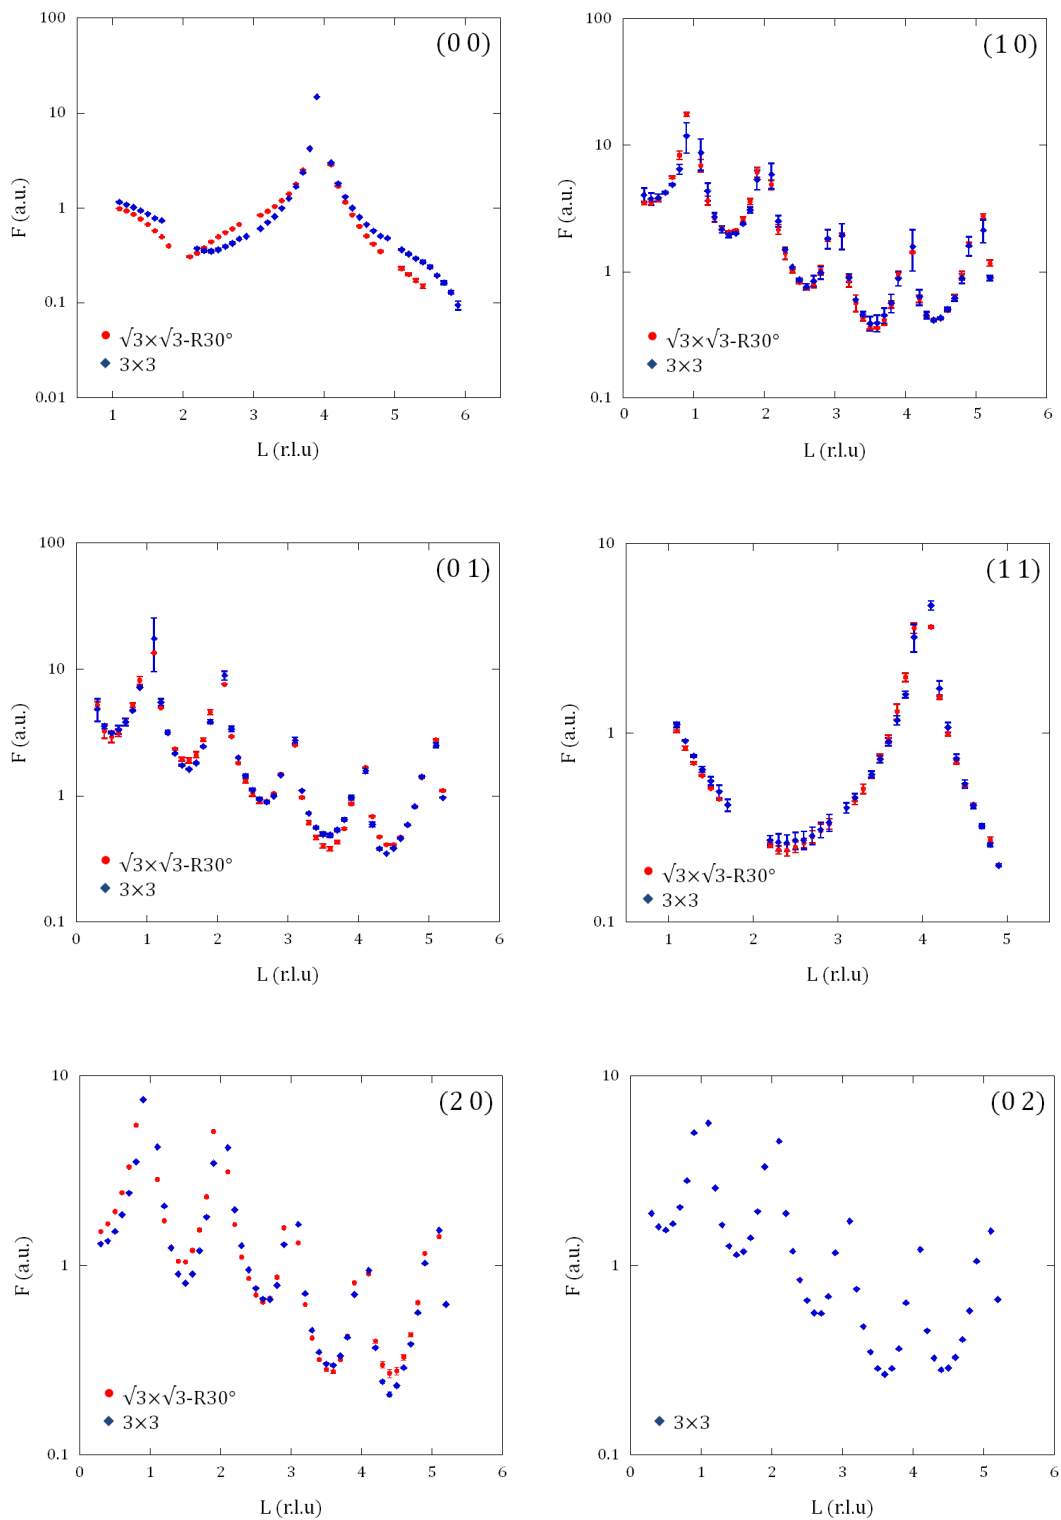 100
(0 0)
10
F (a.u.)
1
0.1
√3×√3-R30°
3×3
0.01
1 2 3 4 5 6
L (r.l.u)
100
(1 0)
10
F (a.u.)
1
√3×√3-R30°
3×3
0.1
0 1 2 3 4 5 6
L (r.l.u)
100
(0 1)
10
F (a.u.)
1
√3×√3-R30°
3×3
0.1
0 1 2 3 4 5 6
L (r.l.u)
10
(1 1)
F (a.u.)
1
√3×√3-R30°
3×3
0.1
1 2 3 4 5
L (r.l.u)
10
(2 0)
F (a.u.)
1
√3×√3-R30°
3×3
0.1
0 1 2 3 4 5 6
L (r.l.u)
10
(0 2)
F (a.u.)
1
3×3
0.1
0 1 2 3 4 5 6
L (r.l.u)